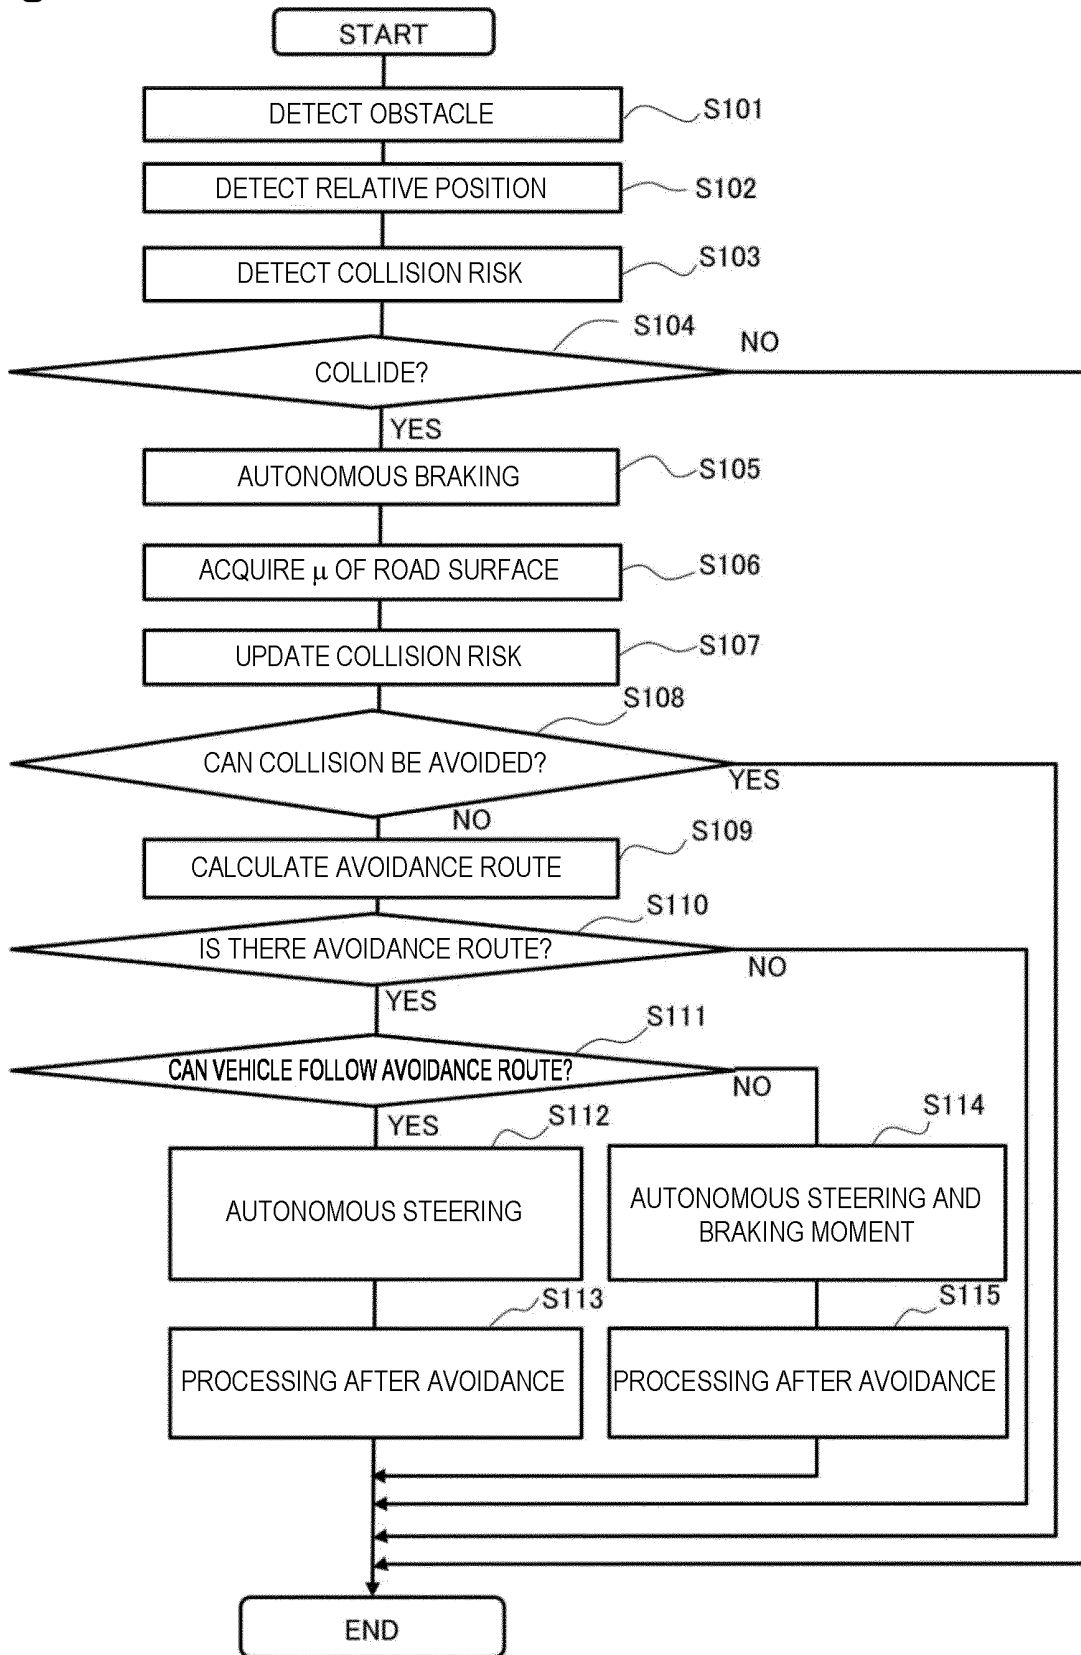 START
DETECT OBSTACLE
S101
DETECT RELATIVE POSITION
S102
DETECT COLLISION RISK
S103
S104
COLLIDE?
NO
YES
AUTONOMOUS BRAKING
S105
ACQUIRE μ OF ROAD SURFACE
S106
UPDATE COLLISION RISK
S107
S108
CAN COLLISION BE AVOIDED?
YES
NO
CALCULATE AVOIDANCE ROUTE
S109
S110
IS THERE AVOIDANCE ROUTE?
NO
YES
S111
CAN VEHICLE FOLLOW AVOIDANCE ROUTE?
NO
YES
S112
AUTONOMOUS STEERING
S114
AUTONOMOUS STEERING AND
BRAKING MOMENT
S113
PROCESSING AFTER AVOIDANCE
S115
PROCESSING AFTER AVOIDANCE
END